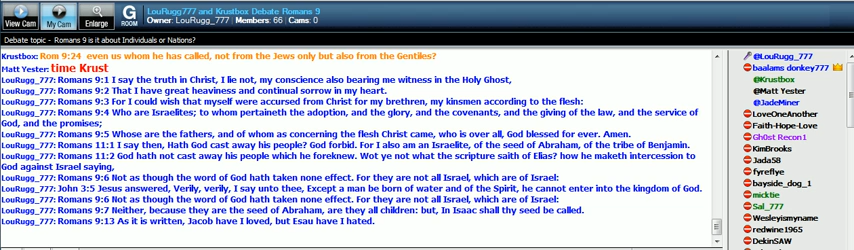 View Cam
My Cam
Enlarge
G
ROOM
LouRugg777 and Krustbox Debate Romans 9
Owner: LouRugg_777 | Members: 66 | Cams: 0
Debate topic - Romans 9 is it about Individuals or Nations?
Krustbox: Rom 9:24 even us whom he has called, not from the Jews only but also from the Gentiles?
Matt Yester: time Krust
LouRugg_777: Romans 9:1 I say the truth in Christ, I lie not, my conscience also bearing me witness in the Holy Ghost,
LouRugg_777: Romans 9:2 That I have great heaviness and continual sorrow in my heart.
LouRugg_777: Romans 9:3 For I could wish that myself were accursed from Christ for my brethren, my kinsmen according to the flesh:
LouRugg_777: Romans 9:4 Who are Israelites; to whom pertaineth the adoption, and the glory, and the covenants, and the giving of the law, and the service of
God, and the promises;
LouRugg_777: Romans 9:5 Whose are the fathers, and of whom as concerning the flesh Christ came, who is over all, God blessed for ever. Amen.
LouRugg_777: Romans 11:1 I say then, Hath God cast away his people? God forbid. For I also am an Israelite, of the seed of Abraham, of the tribe of Benjamin.
LouRugg_777: Romans 11:2 God hath not cast away his people which he foreknew. Wot ye not what the scripture saith of Elias? how he maketh intercession to
God against Israel saying,
LouRugg_777: Romans 9:6 Not as though the word of God hath taken none effect. For they are not all Israel, which are of Israel:
LouRugg_777: John 3:5 Jesus answered, Verily, verily, I say unto thee, Except a man be born of water and of the Spirit, he cannot enter into the kingdom of God.
LouRugg_777: Romans 9:6 Not as though the word of God hath taken none effect. For they are not all Israel, which are of Israel:
LouRugg_777: Romans 9:7 Neither, because they are the seed of Abraham, are they all children: but, In Isaac shall thy seed be called.
LouRugg_777: Romans 9:13 As it is written, Jacob have I loved, but Esau have I hated.
@LouRugg_777
baalams donkey777
@Krustbox
@Matt Yester
@JadeMiner
LoveOneAnother
Faith-Hope-Love
Gh0st Recon1
KimBrooks
Jada58
fyreflye
bayside_dog_1
micktie
Sal_777
Wesleyismyname
redwine1965
DekinSAW